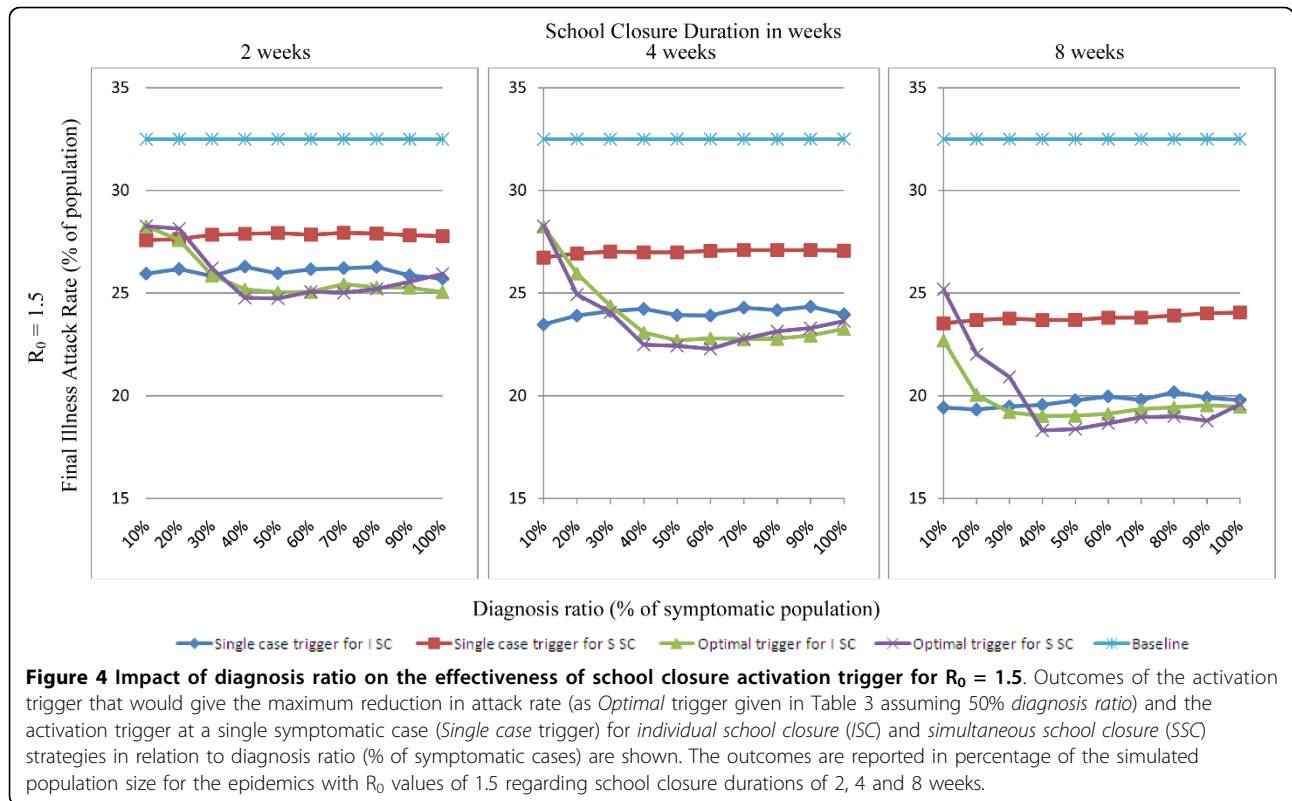 School Closure Duration in weeks
2 weeks 4 weeks 8 weeks
R₀ = 1.5
Final Illness Attack Rate (% of population)
35
30
25
20
15
10% 20% 30% 40% 50% 60% 70% 80% 90% 100%
35
30
25
20
15
10% 20% 30% 40% 50% 60% 70% 80% 90% 100%
35
30
25
20
15
10% 20% 30% 40% 50% 60% 70% 80% 90% 100%
Diagnosis ratio (% of symptomatic population)
Single case trigger for I SC Single case trigger for S SC Optimal trigger for I SC Optimal trigger for S SC Baseline
Figure 4 Impact of diagnosis ratio on the effectiveness of school closure activation trigger for R₀ = 1.5. Outcomes of the activation
trigger that would give the maximum reduction in attack rate (as Optimal trigger given in Table 3 assuming 50% diagnosis ratio) and the
activation trigger at a single symptomatic case (Single case trigger) for individual school closure (ISC) and simultaneous school closure (SSC)
strategies in relation to diagnosis ratio (% of symptomatic cases) are shown. The outcomes are reported in percentage of the simulated
population size for the epidemics with R₀ values of 1.5 regarding school closure durations of 2, 4 and 8 weeks.